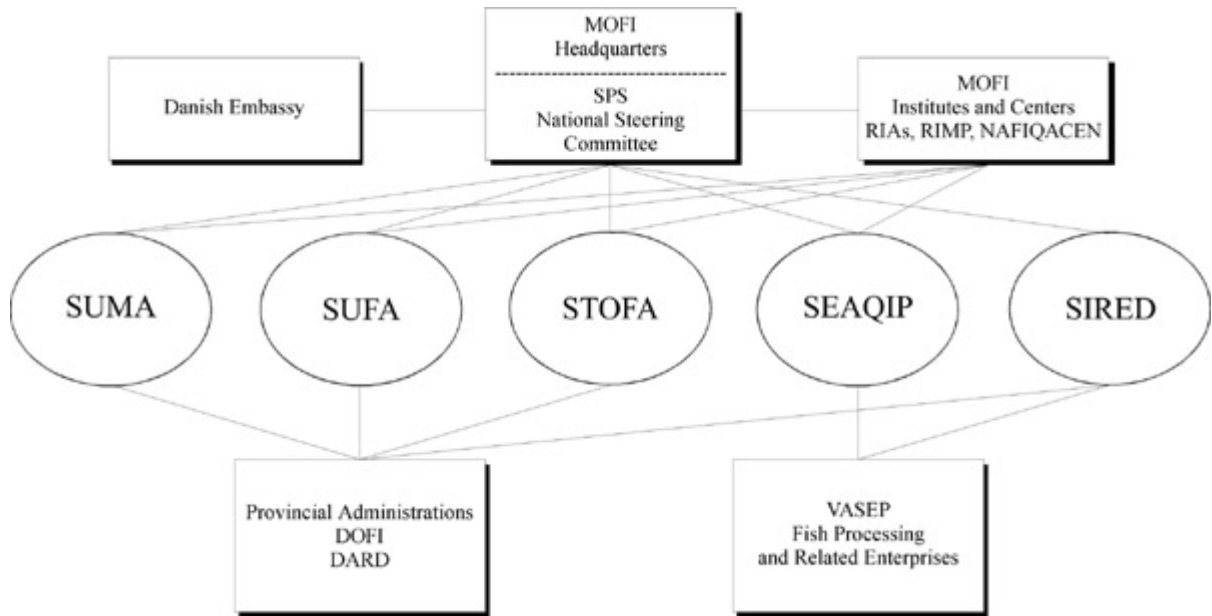 MOFI
Headquarters
SPS
National Steering
Committee
Danish Embassy
MOFI
Institutes and Centers
RIAs, RIMP, NAFIQACEN
SUMA
SUFA
STOFA
SEAQIP
SIRED
Provincial Administrations
DOFI
DARD
VASEP
Fish Processing
and Related Enterprises